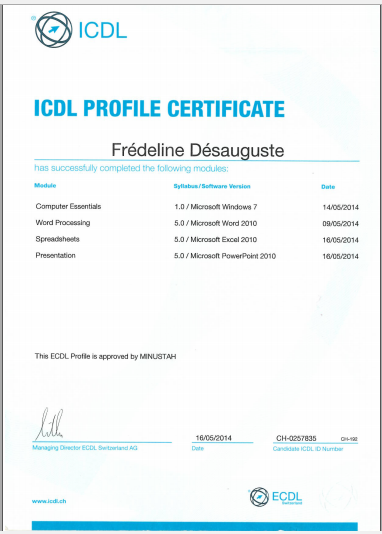 ® ICDL
ICDL PROFILE CERTIFICATE
Frédeline Désauguste
has successfully completed the following modules:
Module Syllabus / Software Version Date
Computer Essentials 1.0 / Microsoft Windows 7 14/05/2014
Word Processing 5.0 / Microsoft Word 2010 09/05/2014
Spreadsheets 5.0 / Microsoft Excel 2010 16/05/2014
Presentation 5.0 / Microsoft PowerPoint 2010 16/05/2014
This ECDL Profile is approved by MINUSTAH
16/05/2014 CH-0257835 CH-192
Managing Director ECDL Switzerland AG Date Candidate ICDL ID Number
www.icdl.ch
ECDL
Switzerland